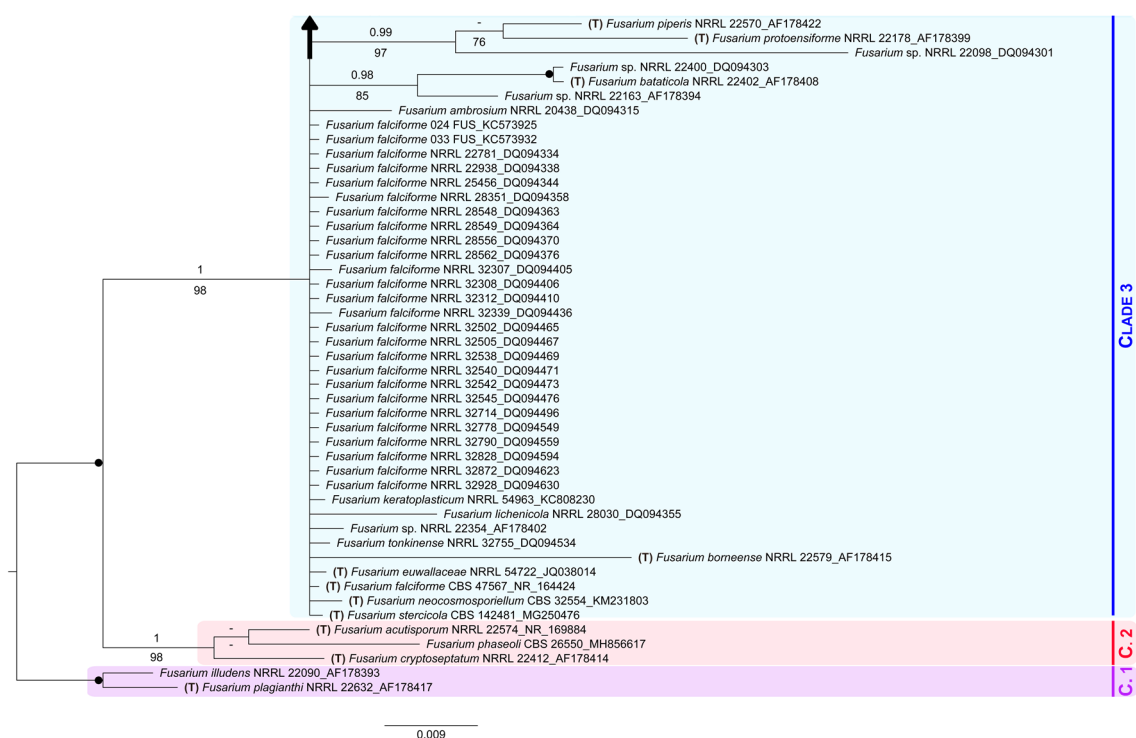 (T) Fusarium piperis NRRL 22570_AF178422
-
0.99
76
(T) Fusarium protoensiforme NRRL 22178_AF178399
97
Fusarium sp. NRRL 22098_DQ094301
Fusarium sp. NRRL 22400_DQ094303
0.98
(T) Fusarium bataticola NRRL 22402_AF178408
85
Fusarium sp. NRRL 22163_AF178394
Fusarium ambrosium NRRL 20438_DQ094315
Fusarium falciforme 024 FUS_KC573925
Fusarium falciforme 033 FUS_KC573932
Fusarium falciforme NRRL 22781_DQ094334
Fusarium falciforme NRRL 22938_DQ094338
Fusarium falciforme NRRL 25456_DQ094344
Fusarium falciforme NRRL 28351_DQ094358
Fusarium falciforme NRRL 28548_DQ094363
Fusarium falciforme NRRL 28549_DQ094364
Fusarium falciforme NRRL 28556_DQ094370
Fusarium falciforme NRRL 28562_DQ094376
1
Fusarium falciforme NRRL 32307_DQ094405
98
Fusarium falciforme NRRL 32308_DQ094406
Fusarium falciforme NRRL 32312_DQ094410
Fusarium falciforme NRRL 32339_DQ094436
CLADE 3
Fusarium falciforme NRRL 32502_DQ094465
Fusarium falciforme NRRL 32505_DQ094467
Fusarium falciforme NRRL 32538_DQ094469
Fusarium falciforme NRRL 32540_DQ094471
Fusarium falciforme NRRL 32542_DQ094473
Fusarium falciforme NRRL 32545_DQ094476
Fusarium falciforme NRRL 32714_DQ094496
Fusarium falciforme NRRL 32778_DQ094549
Fusarium falciforme NRRL 32790_DQ094559
Fusarium falciforme NRRL 32828_DQ094594
Fusarium falciforme NRRL 32872_DQ094623
Fusarium falciforme NRRL 32928_DQ094630
Fusarium keratoplasticum NRRL 54963_KC808230
Fusarium lichenicola NRRL 28030_DQ094355
Fusarium sp. NRRL 22354_AF178402
Fusarium tonkinense NRRL 32755_DQ094534
(T) Fusarium borneense NRRL 22579_AF178415
(T) Fusarium euwallaceae NRRL 54722_JQ038014
(T) Fusarium falciforme CBS 47567_NR_164424
(T) Fusarium neocosmosporiellum CBS 32554_KM231803
(T) Fusarium stercicola CBS 142481_MG250476
-
(T) Fusarium acutisporum NRRL 22574_NR_169884
1
-
Fusarium phaseoli CBS 26550_MH856617
98
(T) Fusarium cryptoseptatum NRRL 22412_AF178414
C. 2
Fusarium illudens NRRL 22090_AF178393
(T) Fusarium plagianthi NRRL 22632_AF178417
C. 1
0.009